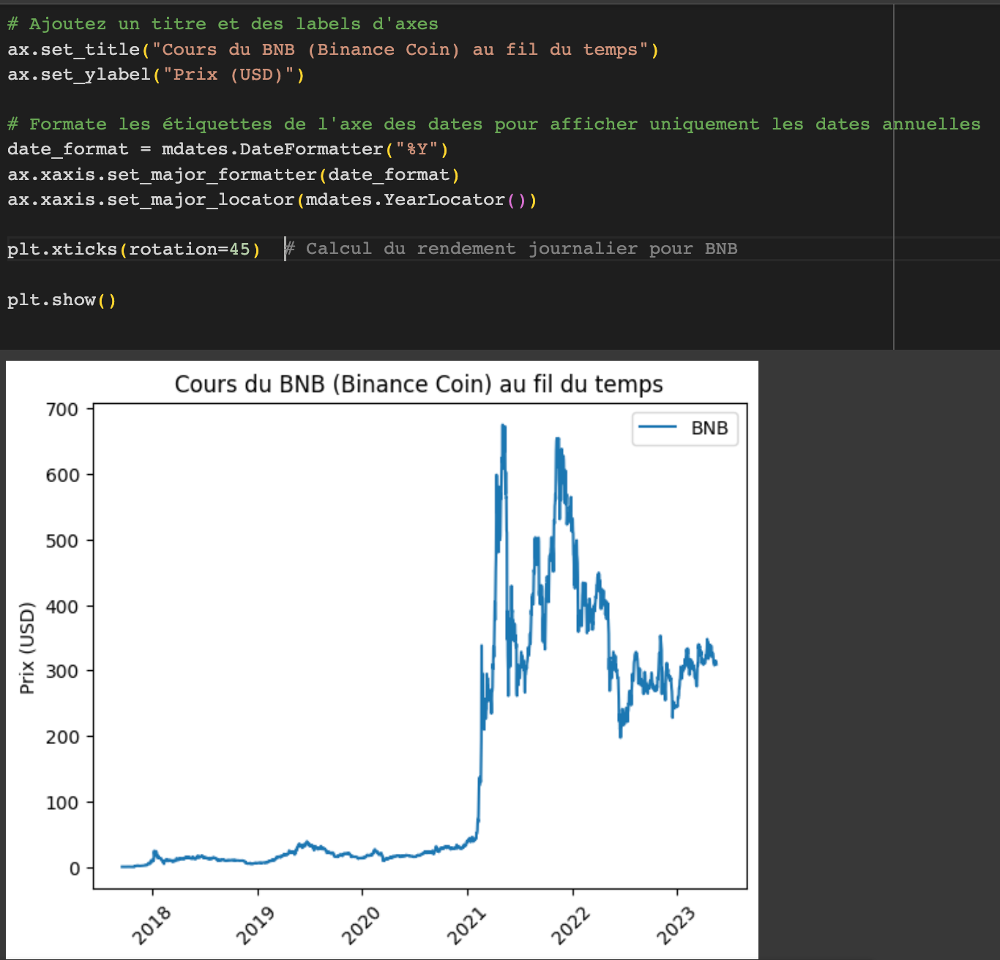 # Ajoutez un titre et des labels d'axes
ax.set_title("Cours du BNB (Binance Coin) au fil du temps")
ax.set_ylabel("Prix (USD)")
# Formate les étiquettes de l'axe des dates pour afficher uniquement les dates annuelles
date_format = mdates.DateFormatter("%Y")
ax.xaxis.set_major_formatter(date_format)
ax.xaxis.set_major_locator(mdates.YearLocator())
plt.xticks(rotation=45)  # Calcul du rendement journalier pour BNB
plt.show()
Cours du BNB (Binance Coin) au fil du temps
BNB
Prix (USD)
700
600
500
400
300
200
100
0
2018
2019
2020
2021
2022
2023